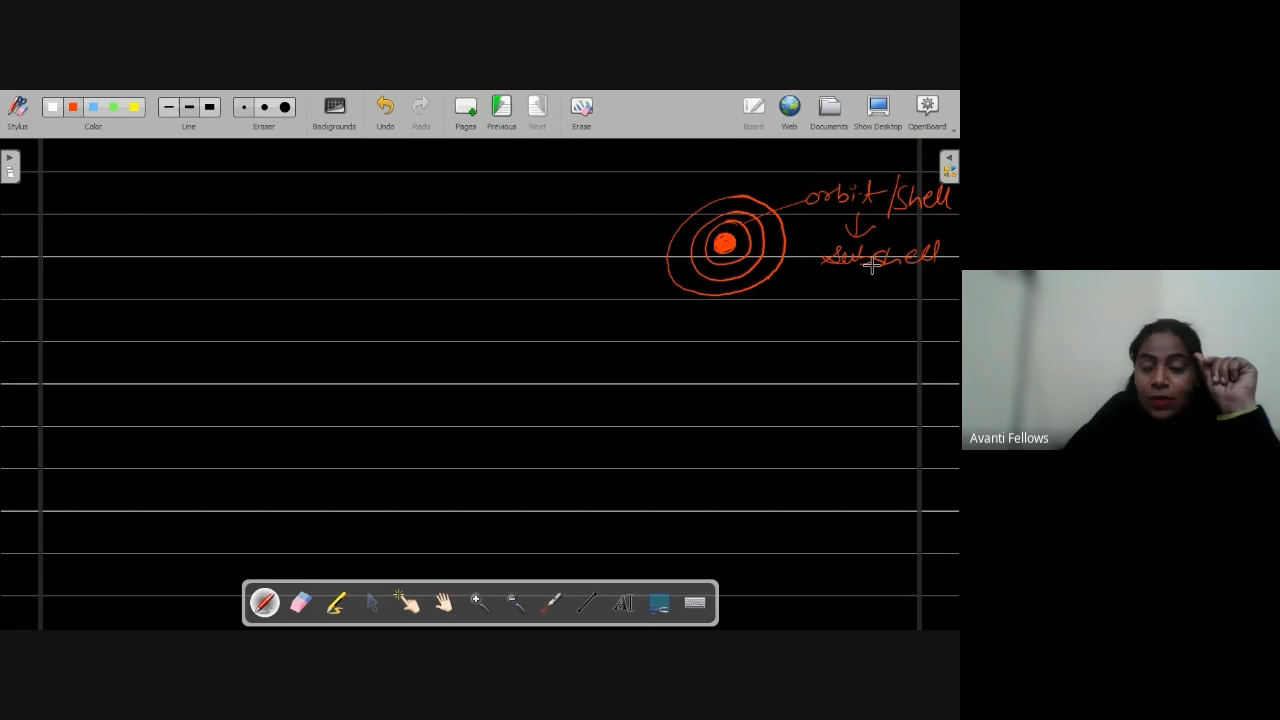 Stylus Color Line Eraser Backgrounds Undo Redo Pages Previous Next Erase Board Web Documents Show Desktop OpenBoard
orbit/shell
↓
subshell
Avanti Fellows
AI